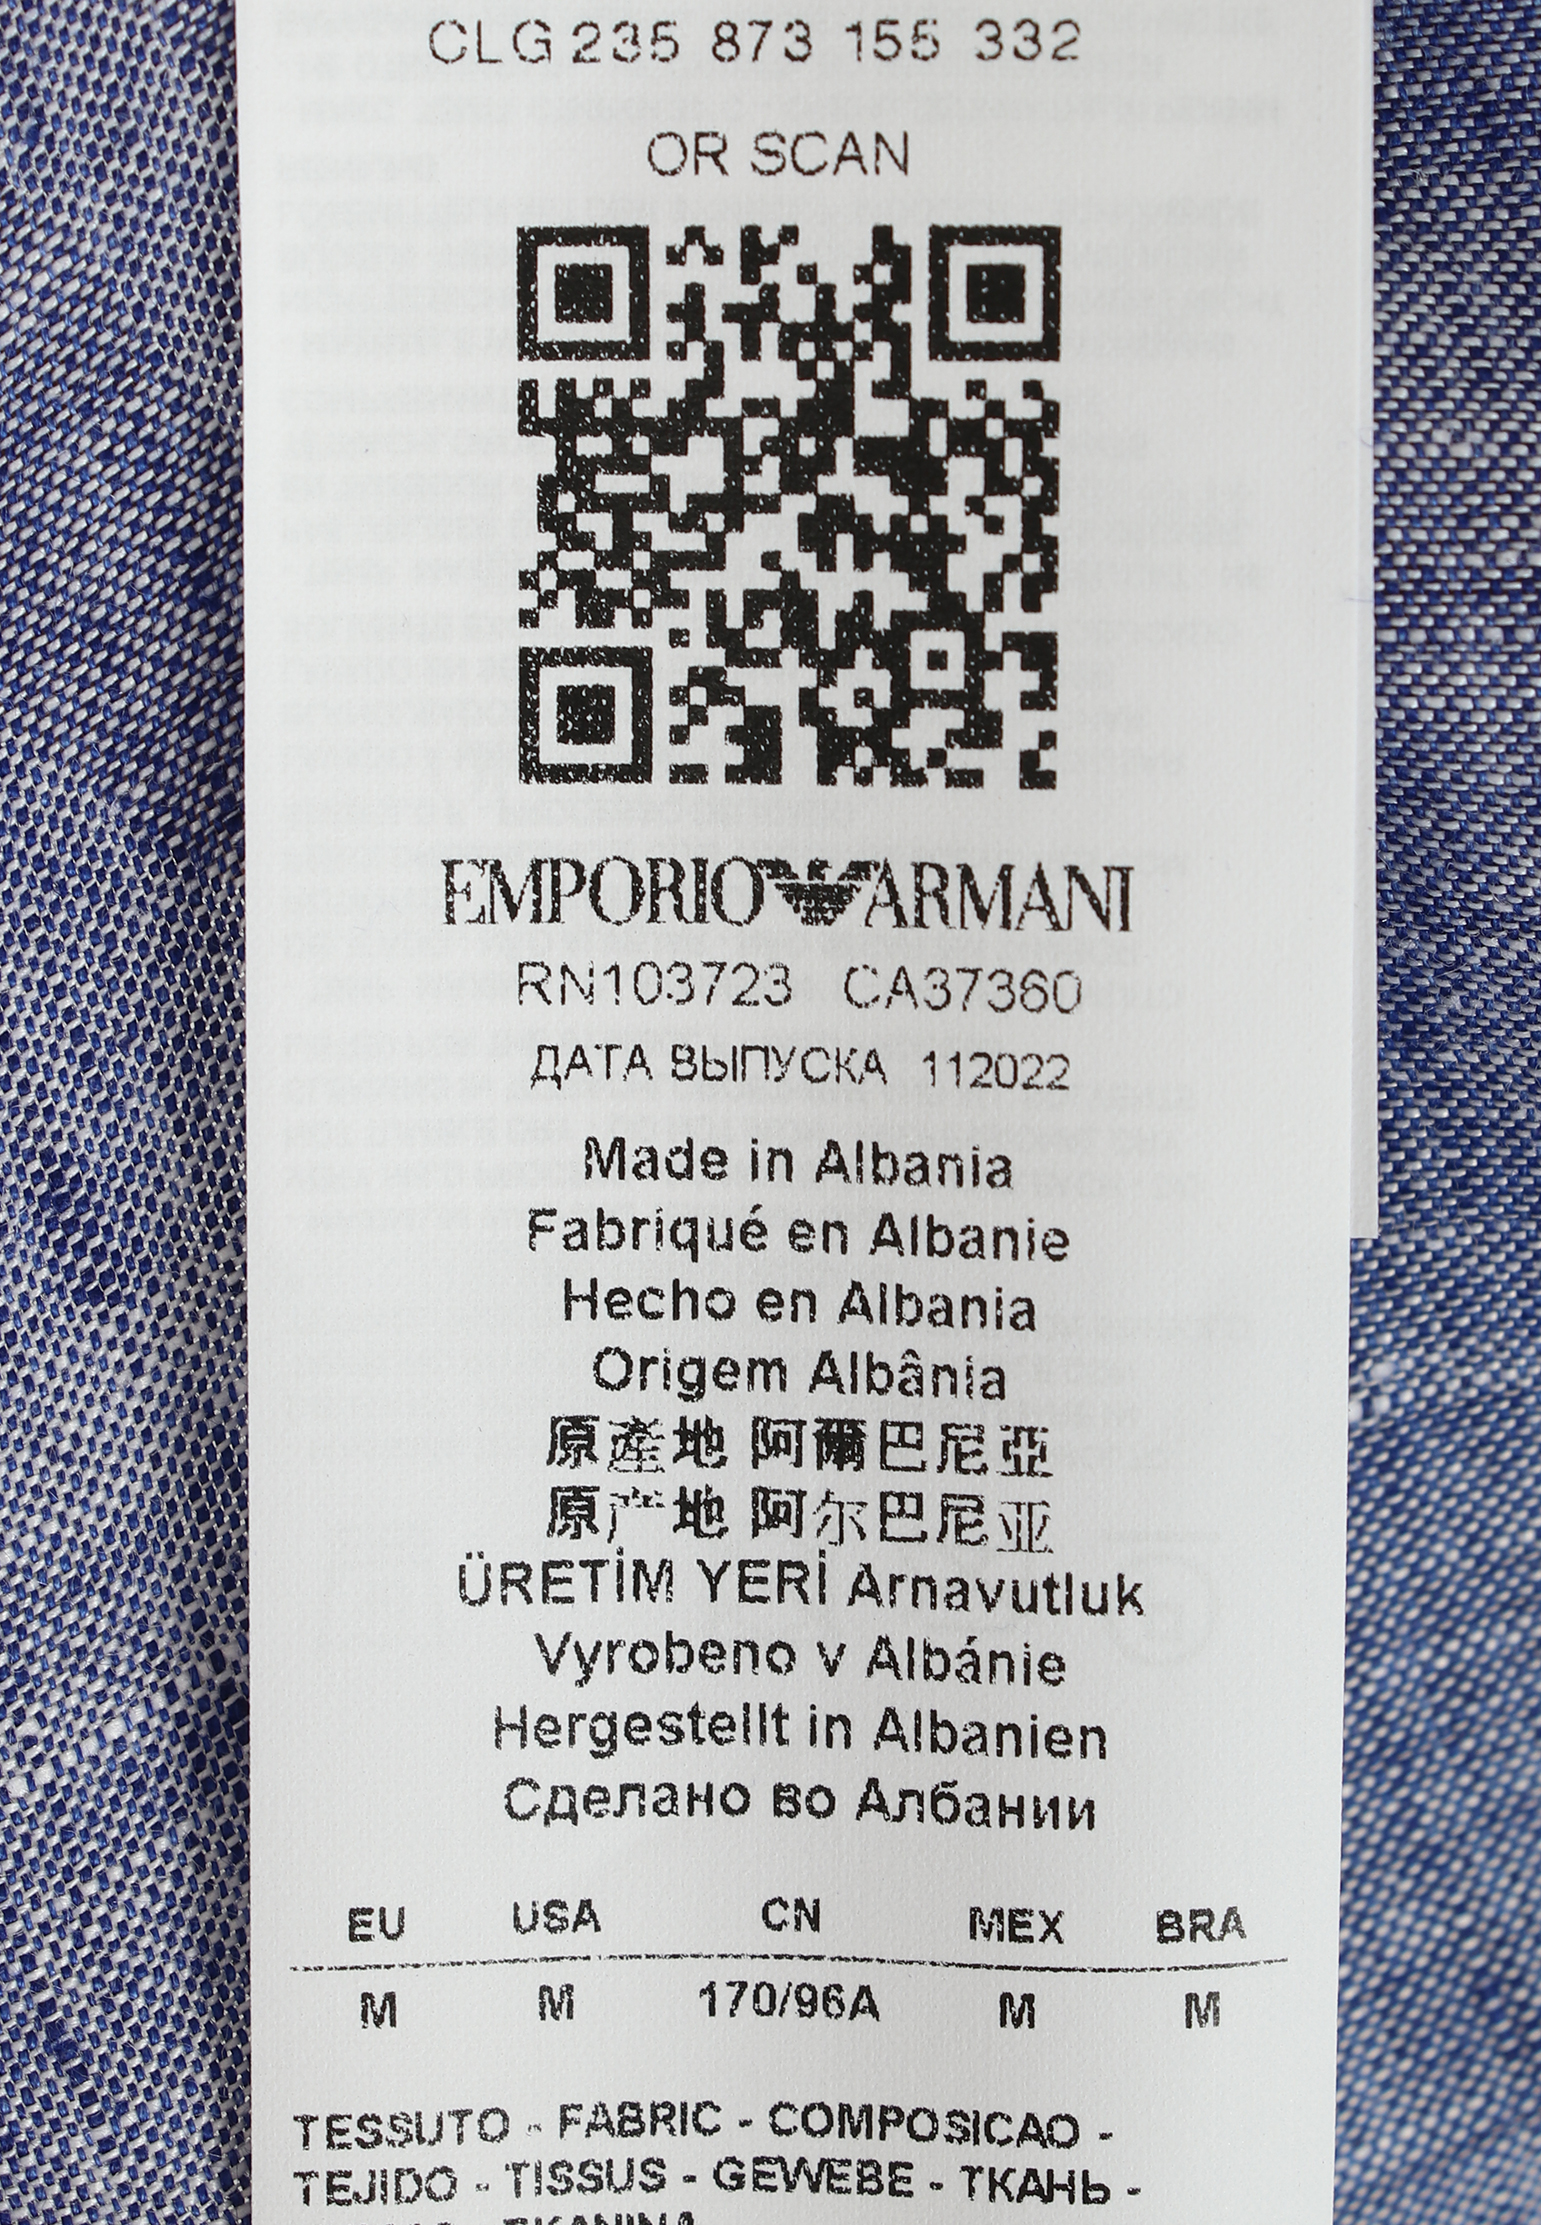 CLG 235 873 155 332
OR SCAN
EMPORIO ARMANI
RN103723 CA37360
ДАТА ВЫПУСКА 112022
Made in Albania
Fabriqué en Albanie
Hecho en Albania
Origem Albânia
原產地 阿爾巴尼亞
原产地 阿尔巴尼亚
ÜRETİM YERİ Arnavutluk
Vyrobeno v Albánie
Hergestellt in Albanien
Сделано во Албании
EU USA CN MEX BRA
M M 170/96A M M
TESSUTO - FABRIC - COMPOSICAO -
TEJIDO - TISSUS - GEWEBE - ТКАНЬ -